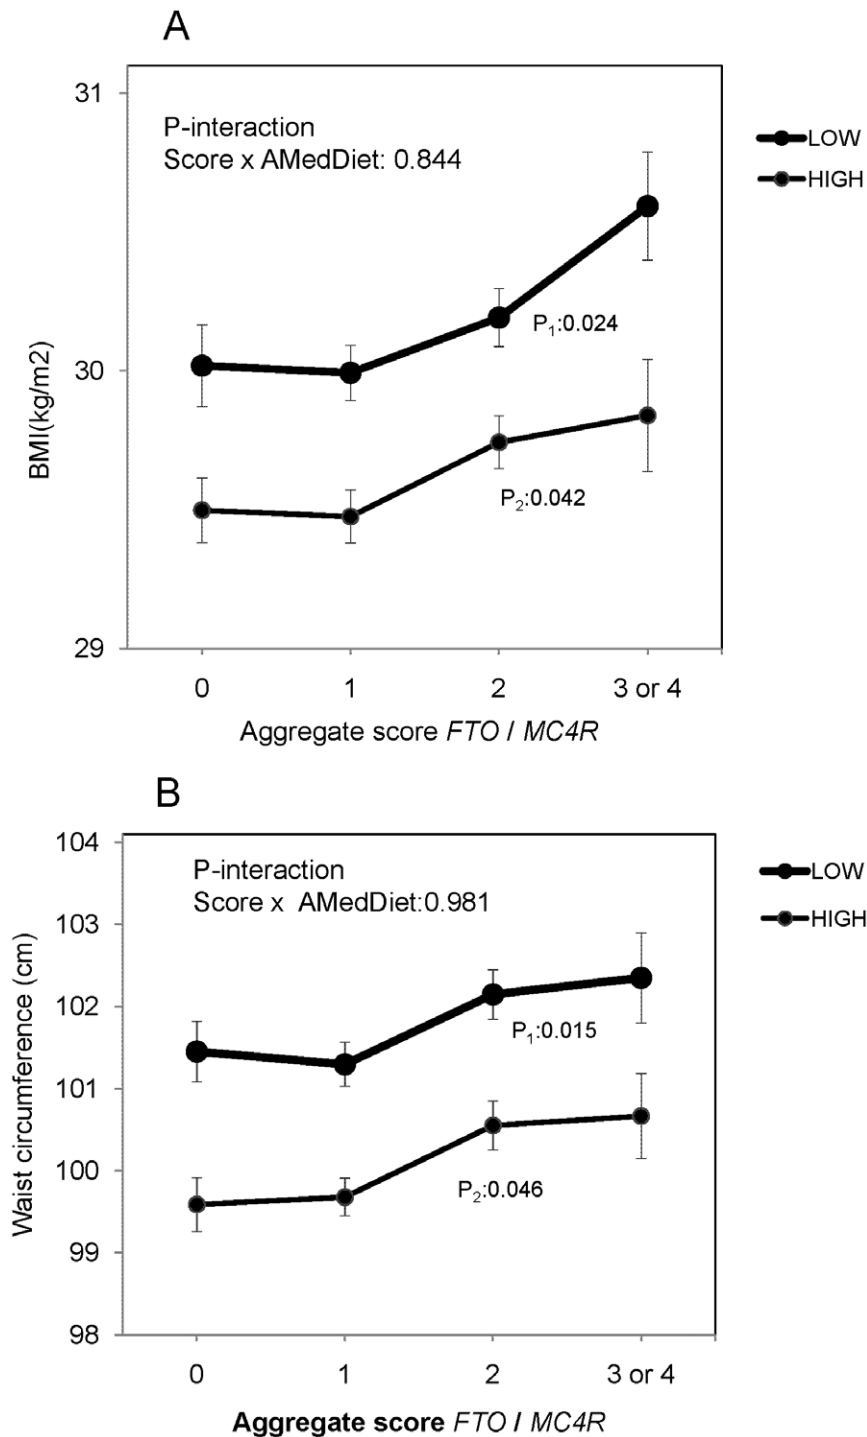 A
31
30
29
BMI(kg/m2)
P-interaction
Score x AMedDiet: 0.844
LOW
HIGH
P₁:0.024
P₂:0.042
0 1 2 3 or 4
Aggregate score FTO / MC4R
B
104
103
102
101
100
99
98
Waist circumference (cm)
P-interaction
Score x AMedDiet:0.981
LOW
HIGH
P₁:0.015
P₂:0.046
0 1 2 3 or 4
Aggregate score FTO / MC4R